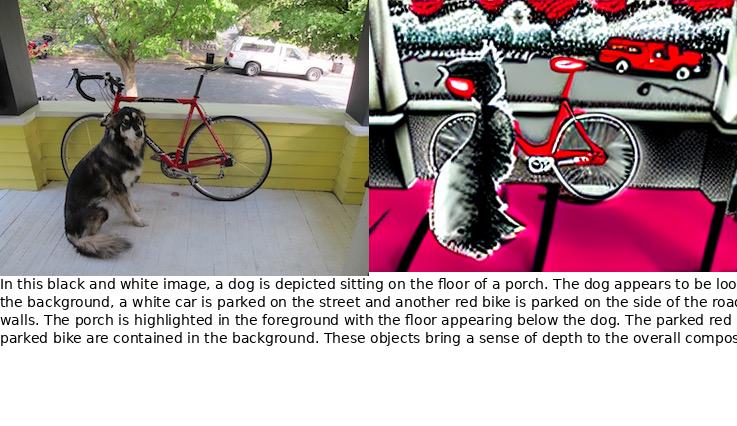 In this black and white image, a dog is depicted sitting on the floor of a porch. The dog appears to be
the background, a white car is parked on the street and another red bike is parked on the side of the
walls. The porch is highlighted in the foreground with the floor appearing below the dog. The parked red
parked bike are contained in the background. These objects bring a sense of depth to the overall